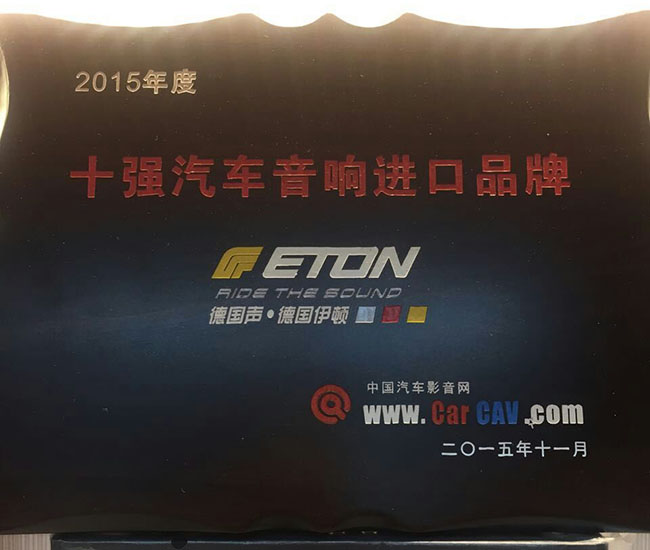 2015年度
十强汽车音响进口品牌
ETON
RIDE THE SOUND
德国声·德国伊顿
中国汽车影音网
www.CarCAV.com
二〇一五年十一月